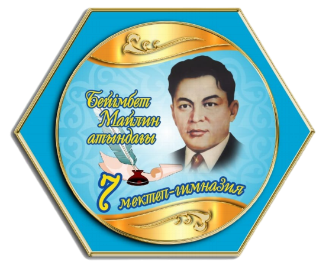 Бейімбет
Майлин
атындағы
7
мектеп-гимназия